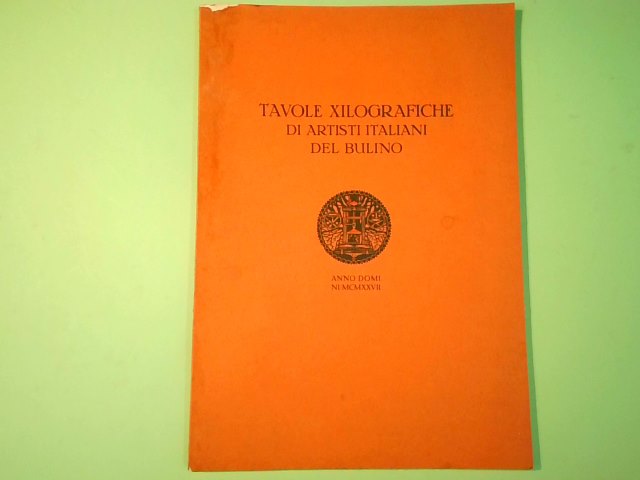 TAVOLE XILOGRAFICHE
DI ARTISTI ITALIANI
DEL BULINO
ANNO DOMI
NI MCMXXVII